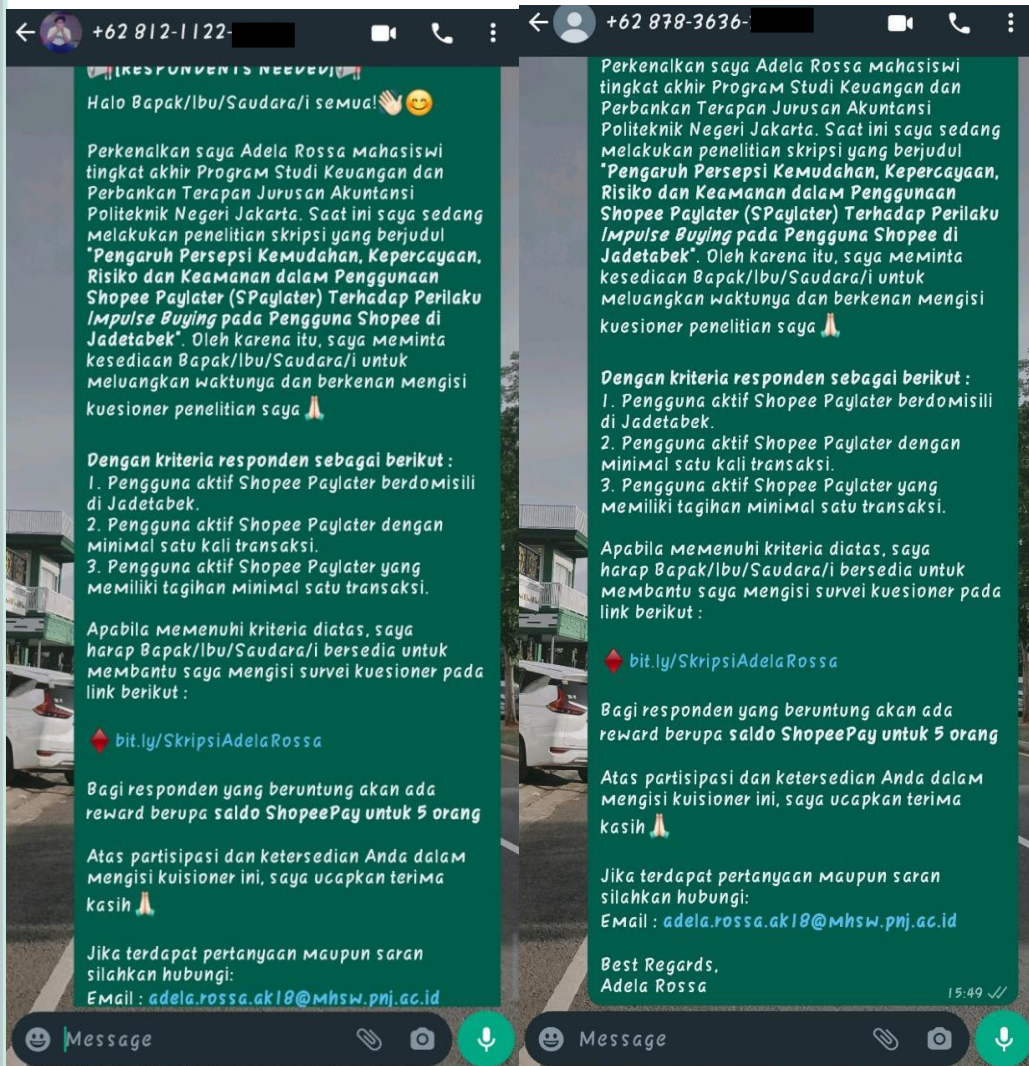 +62 812-1122-
[RESPONDENTS NEEDED]
Halo Bapak/Ibu/Saudara/i semua!👋🏻😊
Perkenalkan saya Adela Rossa Mahasiswi
tingkat akhir Program Studi Keuangan dan
Perbankan Terapan Jurusan Akuntansi
Politeknik Negeri Jakarta. Saat ini saya sedang
melakukan penelitian skripsi yang berjudul
"Pengaruh Persepsi Kemudahan, Kepercayaan,
Risiko dan Keamanan dalam Penggunaan
Shopee Paylater (SPaylater) Terhadap Perilaku
Impulse Buying pada Pengguna Shopee di
Jadetabek". Oleh karena itu, saya meminta
kesediaan Bapak/Ibu/Saudara/i untuk
meluangkan waktunya dan berkenan mengisi
kuesioner penelitian saya 🙏🏻
Dengan kriteria responden sebagai berikut :
1. Pengguna aktif Shopee Paylater berdomisili
di Jadetabek.
2. Pengguna aktif Shopee Paylater dengan
minimal satu kali transaksi.
3. Pengguna aktif Shopee Paylater yang
memiliki tagihan minimal satu transaksi.
Apabila memenuhi kriteria diatas, saya
harap Bapak/Ibu/Saudara/i bersedia untuk
membantu saya mengisi survei kuesioner pada
link berikut :
♦️ bit.ly/SkripsiAdelaRossa
Bagi responden yang beruntung akan ada
reward berupa saldo ShopeePay untuk 5 orang
Atas partisipasi dan ketersedian Anda dalam
mengisi kuisioner ini, saya ucapkan terima
kasih 🙏🏻
Jika terdapat pertanyaan maupun saran
silahkan hubungi:
Email : adela.rossa.ak18@mhsw.pnj.ac.id
Message
+62 878-3636-
Perkenalkan saya Adela Rossa mahasiswi
tingkat akhir Program Studi Keuangan dan
Perbankan Terapan Jurusan Akuntansi
Politeknik Negeri Jakarta. Saat ini saya sedang
melakukan penelitian skripsi yang berjudul
"Pengaruh Persepsi Kemudahan, Kepercayaan,
Risiko dan Keamanan dalam Penggunaan
Shopee Paylater (SPaylater) Terhadap Perilaku
Impulse Buying pada Pengguna Shopee di
Jadetabek". Oleh karena itu, saya meminta
kesediaan Bapak/Ibu/Saudara/i untuk
meluangkan waktunya dan berkenan mengisi
kuesioner penelitian saya 🙏🏻
Dengan kriteria responden sebagai berikut :
1. Pengguna aktif Shopee Paylater berdomisili
di Jadetabek.
2. Pengguna aktif Shopee Paylater dengan
minimal satu kali transaksi.
3. Pengguna aktif Shopee Paylater yang
memiliki tagihan minimal satu transaksi.
Apabila memenuhi kriteria diatas, saya
harap Bapak/Ibu/Saudara/i bersedia untuk
membantu saya mengisi survei kuesioner pada
link berikut :
♦️ bit.ly/SkripsiAdelaRossa
Bagi responden yang beruntung akan ada
reward berupa saldo ShopeePay untuk 5 orang
Atas partisipasi dan ketersedian Anda dalam
mengisi kuisioner ini, saya ucapkan terima
kasih 🙏🏻
Jika terdapat pertanyaan maupun saran
silahkan hubungi:
Email : adela.rossa.ak18@mhsw.pnj.ac.id
Best Regards,
Adela Rossa
15:49
Message